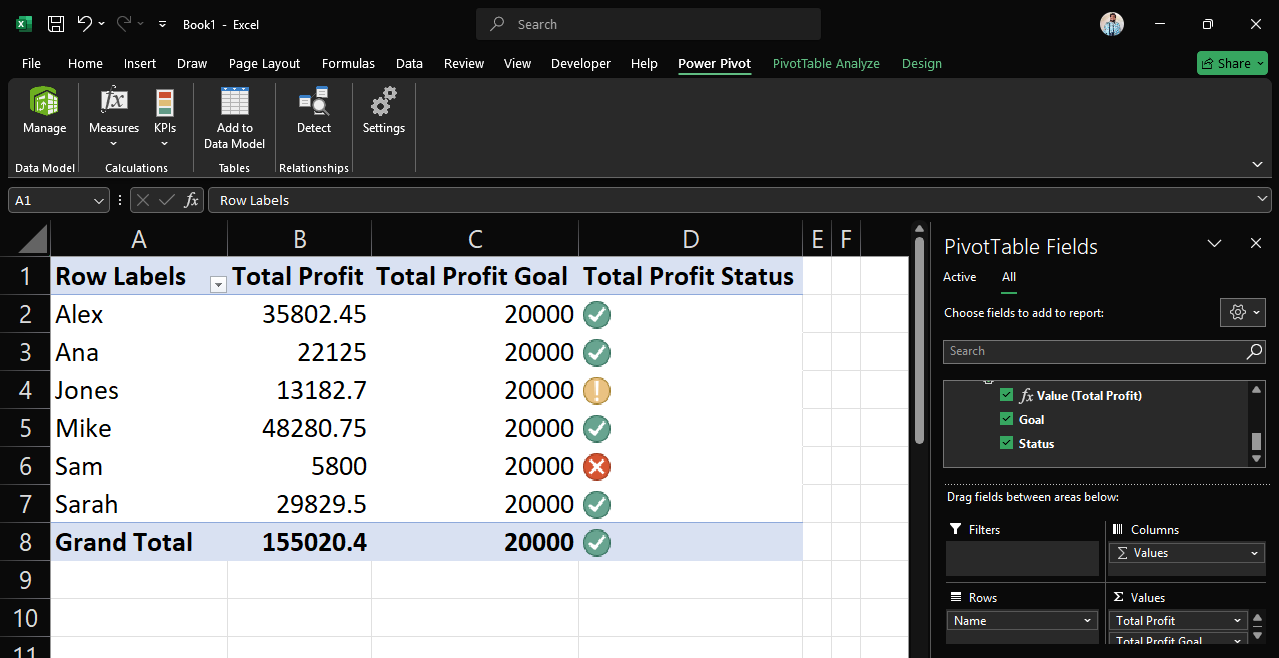 Book1 - Excel
Search
File Home Insert Draw Page Layout Formulas Data Review View Developer Help Power Pivot PivotTable Analyze Design Share
Manage Measures KPIs Add to Data Model Detect Settings
Data Model Calculations Tables Relationships
A1 fx Row Labels
A B C D E F
1 Row Labels Total Profit Total Profit Goal Total Profit Status
2 Alex 35802.45 20000
3 Ana 22125 20000
4 Jones 13182.7 20000
5 Mike 48280.75 20000
6 Sam 5800 20000
7 Sarah 29829.5 20000
8 Grand Total 155020.4 20000
9
10
11
PivotTable Fields
Active All
Choose fields to add to report:
Search
fx Value (Total Profit)
Goal
Status
Drag fields between areas below:
Filters Columns
Σ Values
Rows Σ Values
Name Total Profit
Total Profit Goal